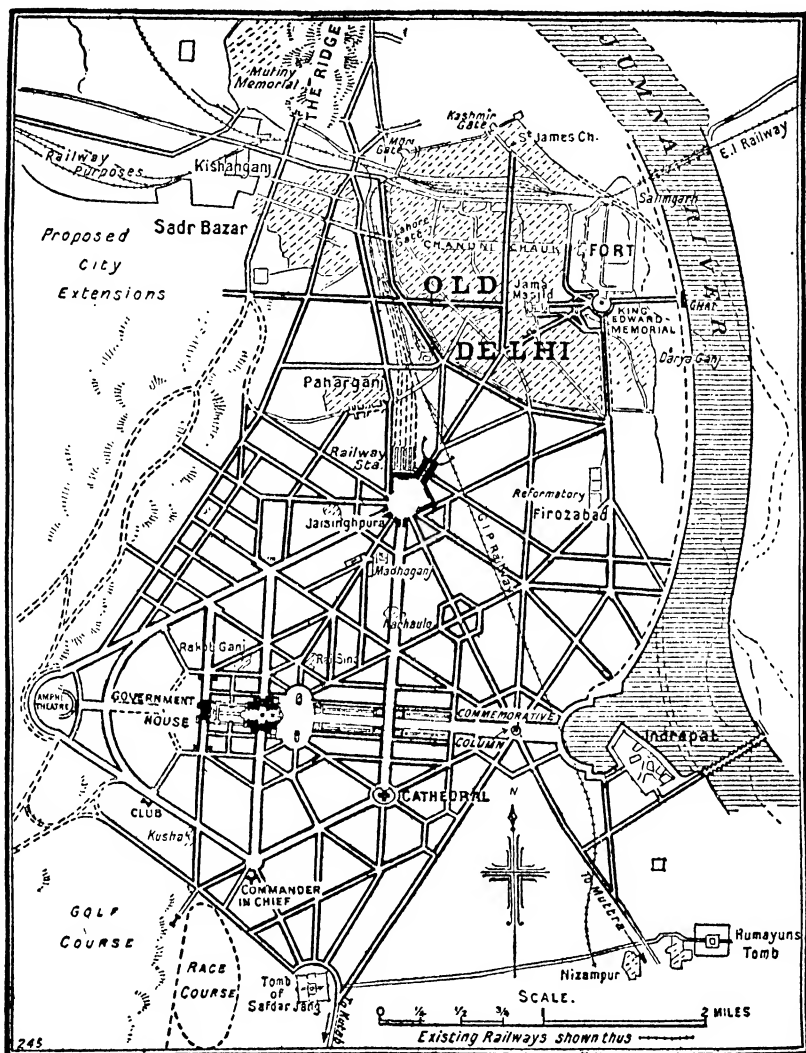 JUMNA RIVER
THE RIDGE
Mutiny
Memorial
Kashmir
Gate
St James Ch.
Mori
Gate
E.I Railway
Railway
Purposes
Kishanganj
Salimgarh
Sadr Bazar
Lahore
Gate
CHANDNI CHAUK
FORT
Proposed
City
Extensions
OLD
DELHI
Jama
Masjid
GHAT
KING
EDWARD
MEMORIAL
Darya Ganj
Paharganj
Railway
Sta.
Reformatory
Firozabad
Jaisinghpura
G I P Railway
Madhoganj
Rakab Ganj
AMPHI
THEATRE
GOVERNMENT
HOUSE
COMMEMORATIVE
COLUMN
Indrapat
CATHEDRAL
N
CLUB
Kushak
COMMANDER
IN CHIEF
To Muttra
GOLF
COURSE
RACE
COURSE
Humayuns
Tomb
Nizampur
Tomb
of
Safdar Jang
To Kutab
SCALE.
0 1/4 1/2 3/4 1 2 MILES
Existing Railways shown thus
245